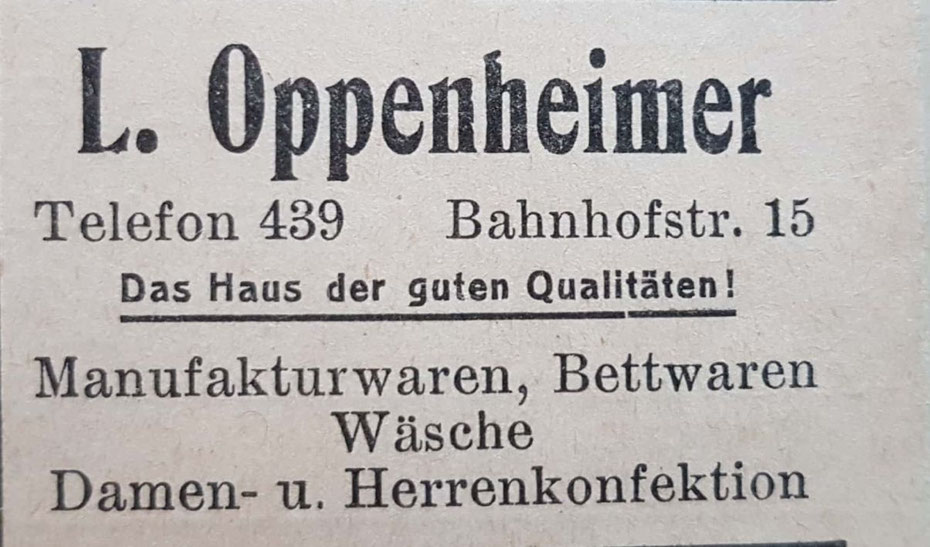 L. Oppenheimer
Telefon 439 Bahnhofstr. 15
Das Haus der guten Qualitäten!
Manufakturwaren, Bettwaren
Wäsche
Damen- u. Herrenkonfektion